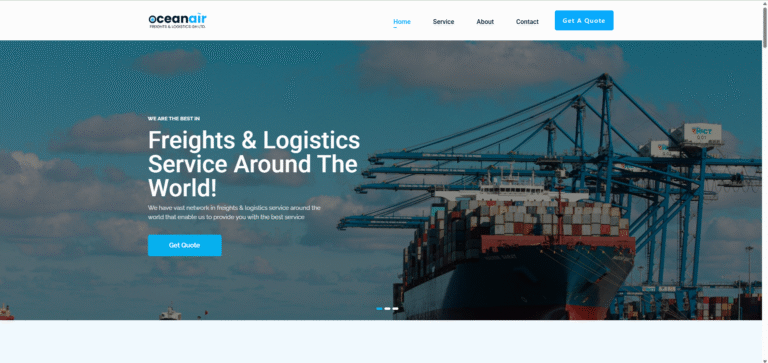 oceanair
FREIGHTS & LOGISTICS GH LTD
Home
Service
About
Contact
Get A Quote
WE ARE THE BEST IN
Freights & Logistics
Service Around The
World!
We have vast network in freights & logistics service around the
world that enable us to provide you with the best service
Get Quote